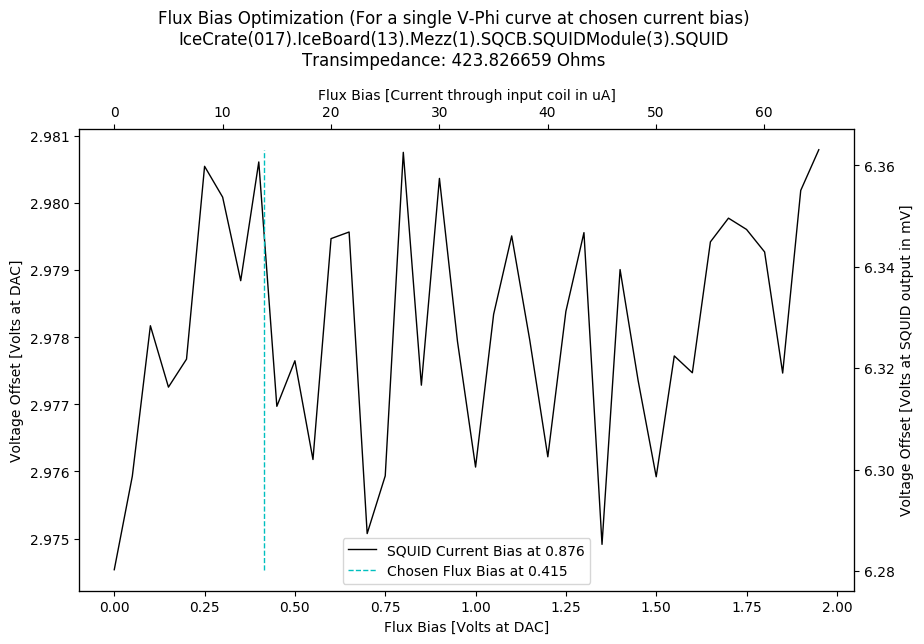 Flux Bias Optimization (For a single V-Phi curve at chosen current bias)
IceCrate(017).IceBoard(13).Mezz(1).SQCB.SQUIDModule(3).SQUID
Transimpedance: 423.826659 Ohms
Flux Bias [Current through input coil in uA]
0 10 20 30 40 50 60
2.981
2.980
2.979
2.978
2.977
2.976
2.975
Voltage Offset [Volts at DAC]
6.36
6.34
6.32
6.30
6.28
Voltage Offset [Volts at SQUID output in mV]
SQUID Current Bias at 0.876
Chosen Flux Bias at 0.415
0.00 0.25 0.50 0.75 1.00 1.25 1.50 1.75 2.00
Flux Bias [Volts at DAC]